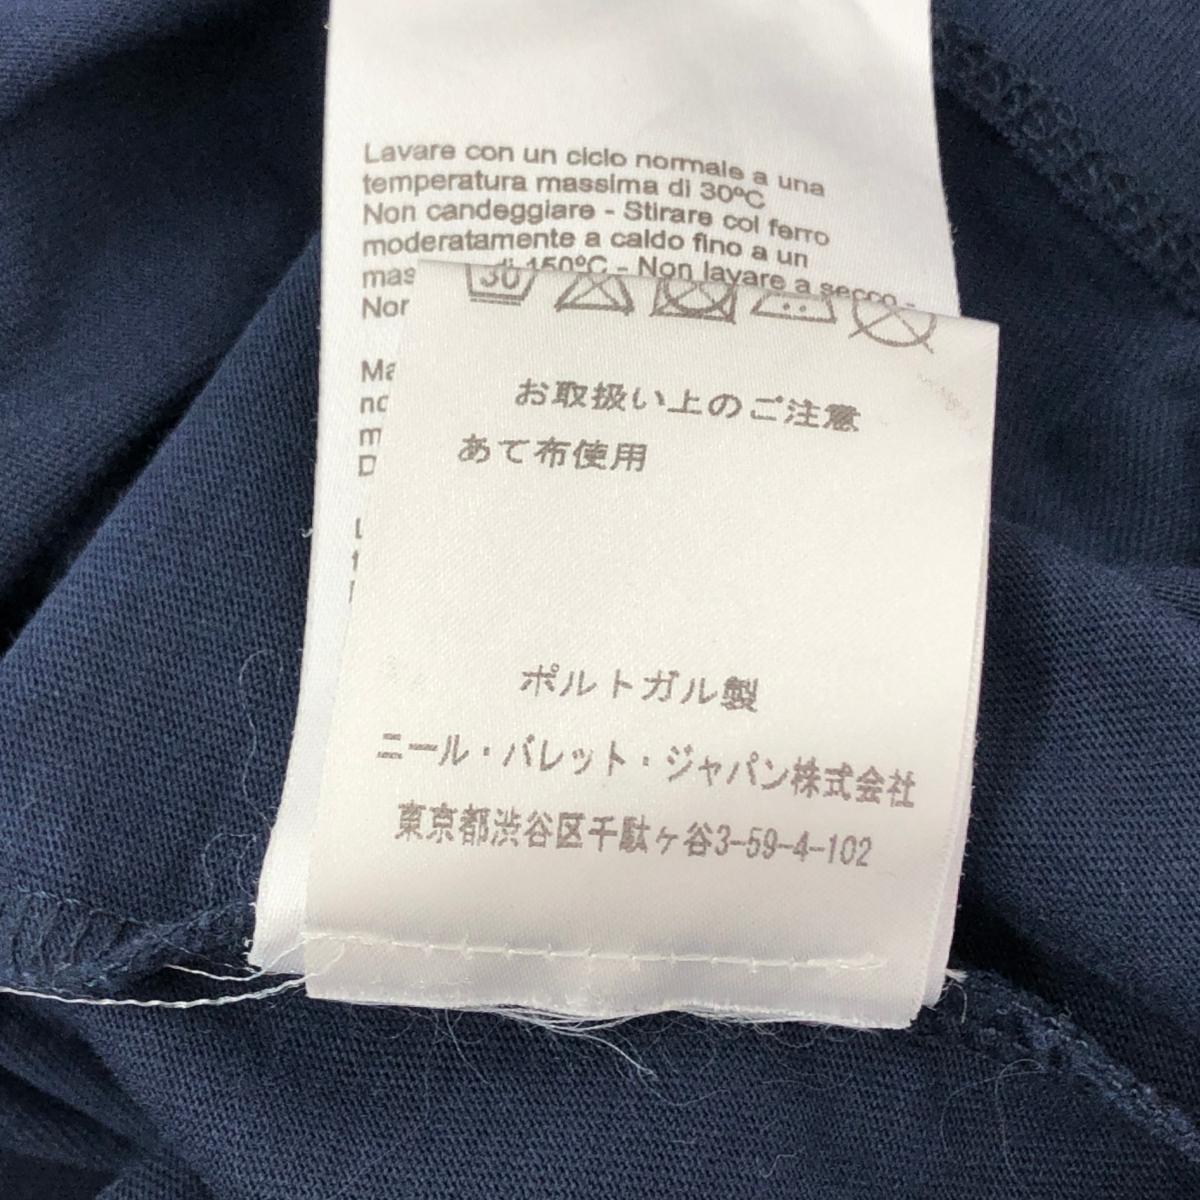 Lavare con un ciclo normale a una
temperatura massima di 30°C
Non candeggiare - Stirare col ferro
moderatamente a caldo fino a un
di 150°C - Non lavare a secco -
30
お取扱い上のご注意
あて布使用
ポルトガル製
ニール・バレット・ジャパン株式会社
東京都渋谷区千駄ヶ谷3-59-4-102